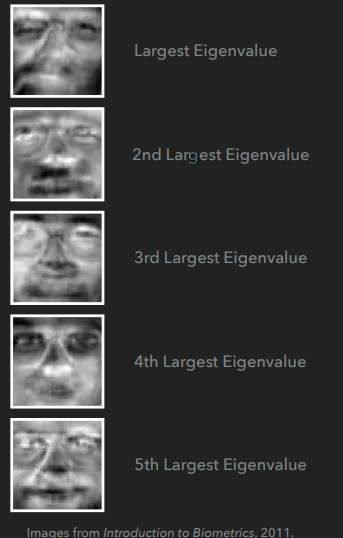 Largest Eigenvalue
2nd Largest Eigenvalue
3rd Largest Eigenvalue
4th Largest Eigenvalue
5th Largest Eigenvalue
Images from Introduction to Biometrics, 2011.